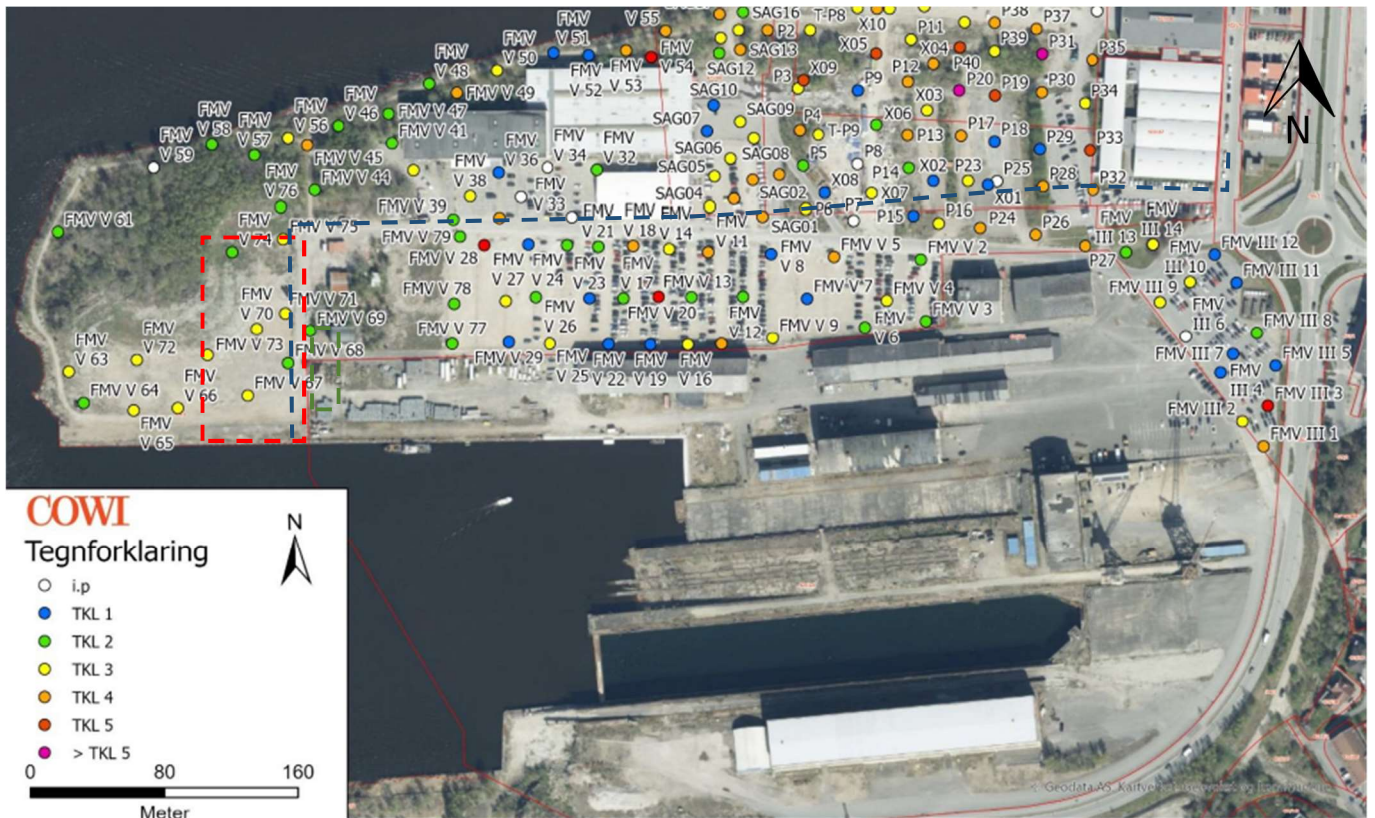 FMV
V 55
SAG16
T-P8
X10
P11
P38
P37
FMV
V 50
FMV
V 51
FMV
V 52
FMV
V 53
FMV
V 54
P2
SAG13
SAG12
X05
X04
P39
P31
P35
FMV
V 48
FMV V 49
P3
X09
P9
P12
P40
P20
P19
P30
P34
SAG10
X03
FMV
V 46
FMV V 47
FMV V 41
FMV
V 58
FMV
V 57
FMV
V 56
SAG07
SAG09
P4
T-P9
X06
P13
P17
P18
P29
P33
FMV
V 59
FMV V 45
FMV V 44
FMV
V 36
FMV
V 34
FMV
V 32
SAG06
SAG05
SAG08
P5
P8
FMV
V 76
FMV
V 38
FMV
V 33
SAG04
SAG02
X08
P14
X07
X02
P23
P25
X01
P28
P32
FMV V 61
FMV
V 74
FMV V 75
FMV V 39
FMV V 79
FMV
V 21
FMV
V 18
FMV
V 14
FMV
V 11
SAG01
P6
P7
P15
P16
P24
P26
P27
FMV
III 13
FMV
III 14
FMV V 28
FMV
V 27
FMV
V 24
FMV
V 23
FMV
V 17
FMV V 13
FMV
V 8
FMV V 5
FMV V 2
FMV
III 10
FMV III 12
FMV III 11
FMV III 9
FMV V 78
FMV V 7
FMV V 4
FMV V 3
FMV
V 70
FMV V 71
FMV V 69
FMV V 77
FMV
V 26
FMV
V 20
FMV
V 12
FMV V 9
FMV
V 6
FMV
III 6
FMV III 8
FMV
V 63
FMV
V 72
FMV V 73
FMV V 68
FMV V 29
FMV
V 25
FMV
V 22
FMV
V 19
FMV
V 16
FMV III 7
FMV III 5
FMV
III 4
FMV V 64
FMV
V 66
FMV
V 67
FMV
V 65
FMV III 3
FMV III 2
FMV III 1
N
COWI
N
Tegnforklaring
i.p
TKL 1
TKL 2
TKL 3
TKL 4
TKL 5
> TKL 5
0 80 160
Meter
Geodata AS